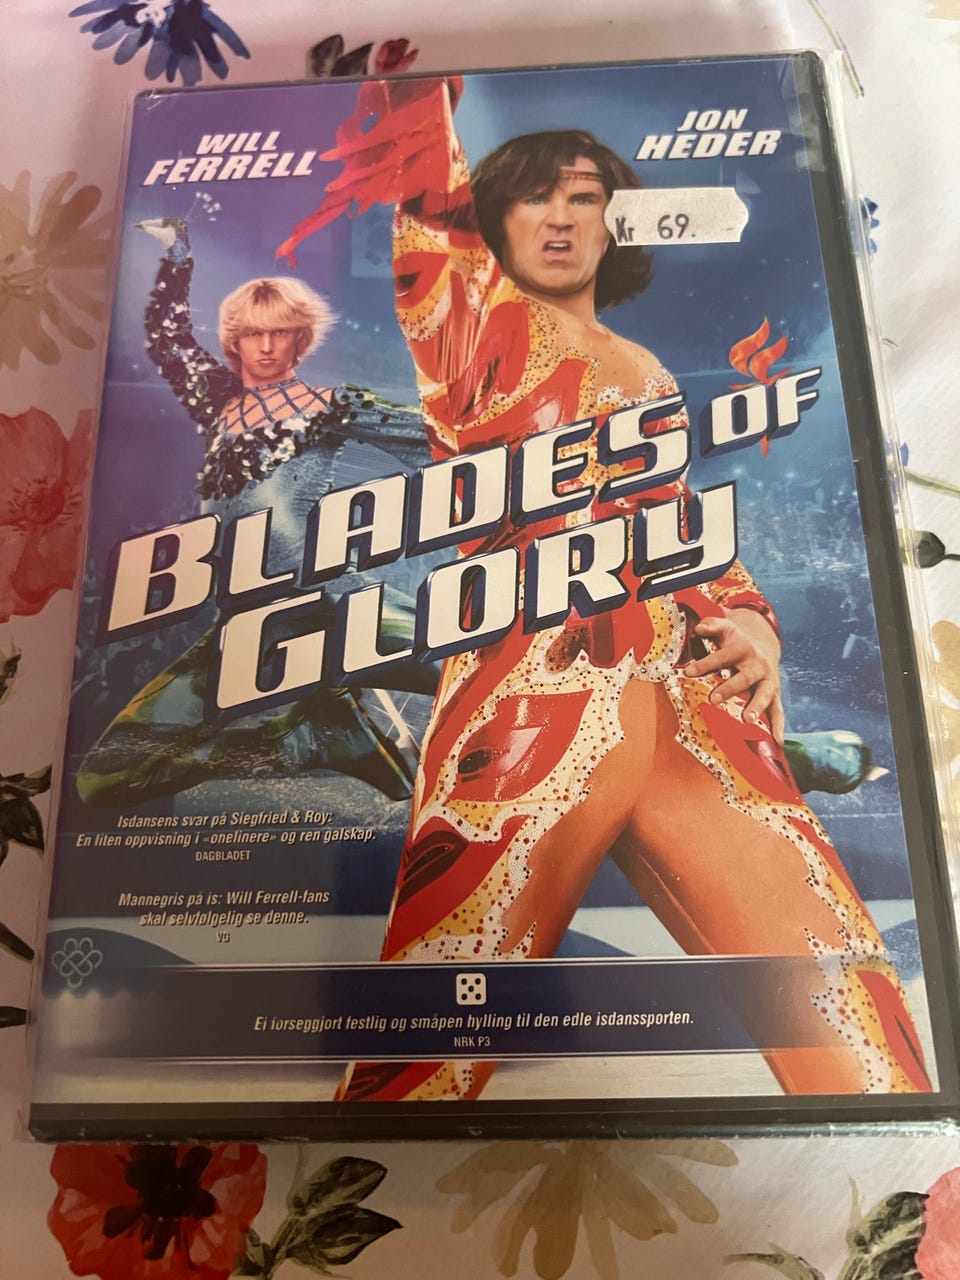 WILL
FERRELL
JON
HEDER
Kr 69.
BLADES OF
GLORY
Isdansens svar på Siegfried & Roy:
En liten oppvisning i «onelinere» og ren galskap.
DAGBLADET
Mannegris på is: Will Ferrell-fans
skal selvfølgelig se denne.
VG
Ei forseggjort festlig og småpen hylling til den edle isdanssporten.
NRK P3